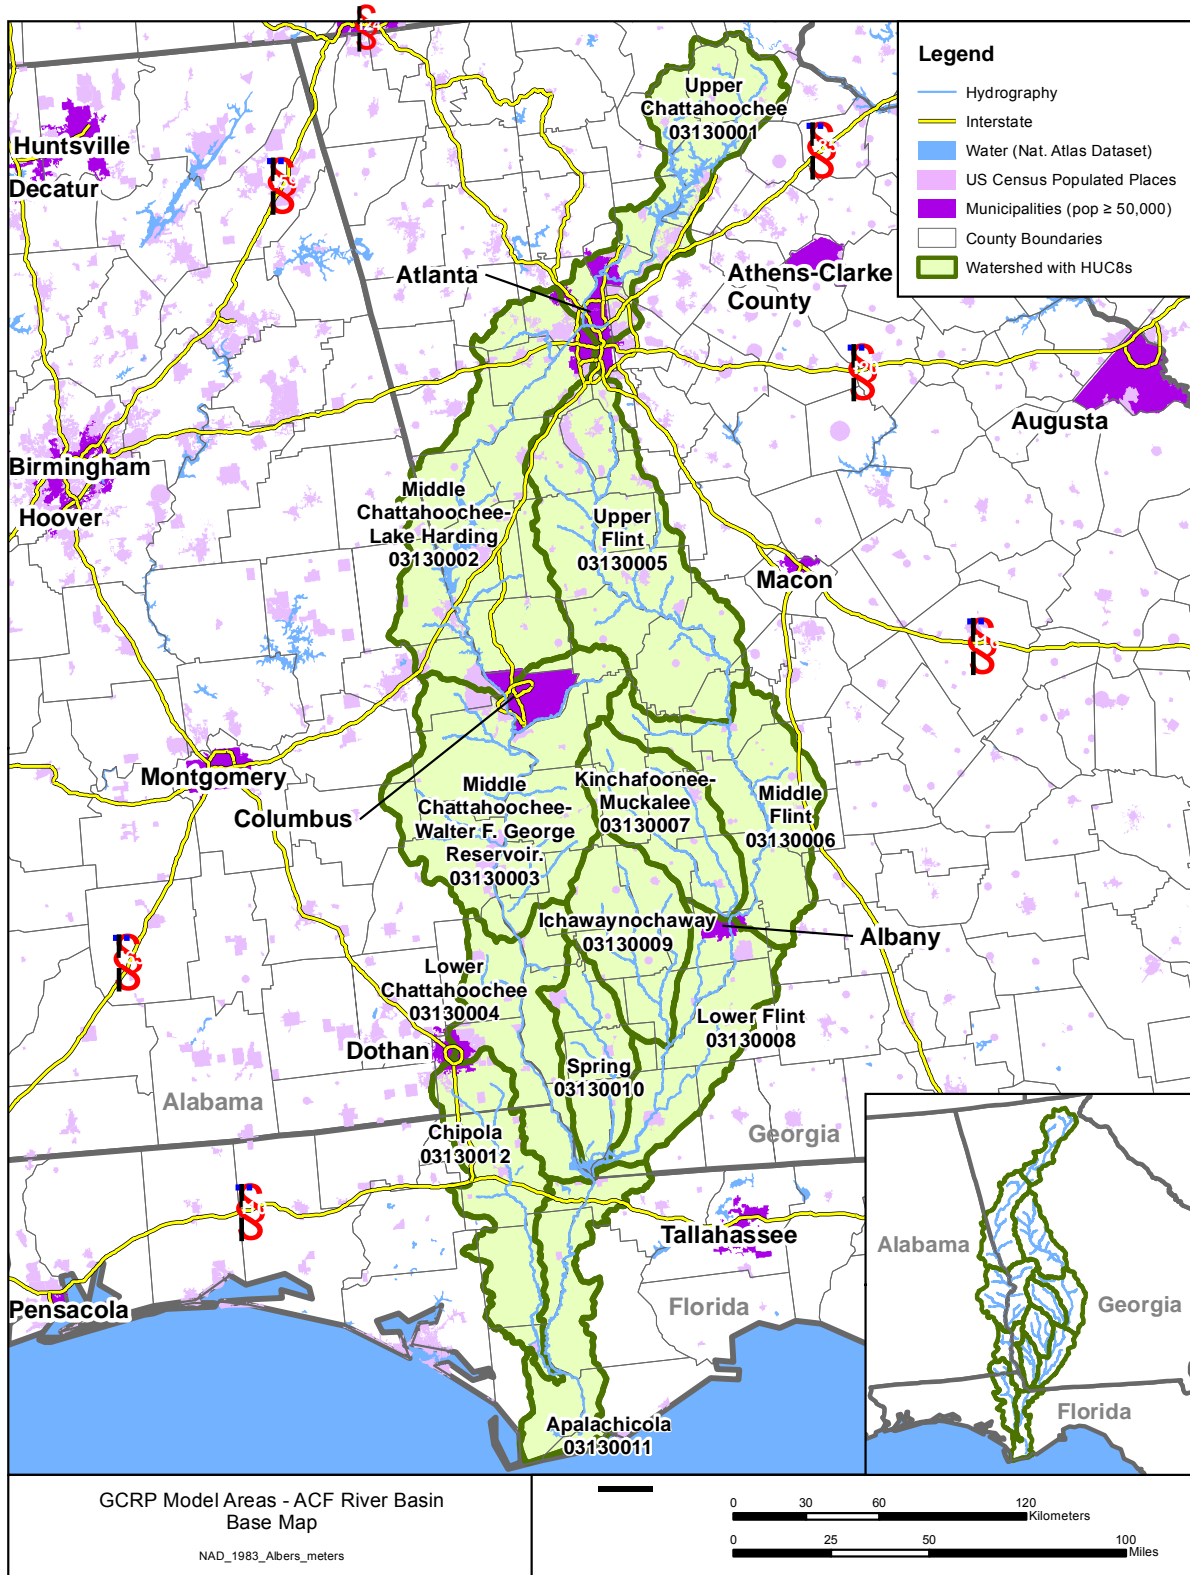 Legend
Hydrography
Interstate
Water (Nat. Atlas Dataset)
US Census Populated Places
Municipalities (pop ≥ 50,000)
County Boundaries
Watershed with HUC8s
Upper
Chattahoochee
03130001
Huntsville
Decatur
Atlanta
Athens-Clarke
County
Augusta
Birmingham
Hoover
Middle
Chattahoochee-
Lake Harding
03130002
Upper
Flint
03130005
Macon
Montgomery
Columbus
Middle
Chattahoochee-
Walter F. George
Reservoir.
03130003
Kinchafoonee-
Muckalee
03130007
Middle
Flint
03130006
Ichawaynochaway
03130009
Albany
Lower
Chattahoochee
03130004
Lower Flint
03130008
Dothan
Spring
03130010
Alabama
Chipola
03130012
Georgia
Tallahassee
Pensacola
Florida
Apalachicola
03130011
Alabama
Georgia
Florida
GCRP Model Areas - ACF River Basin
Base Map
NAD_1983_Albers_meters
0 30 60 120
Kilometers
0 25 50 100
Miles